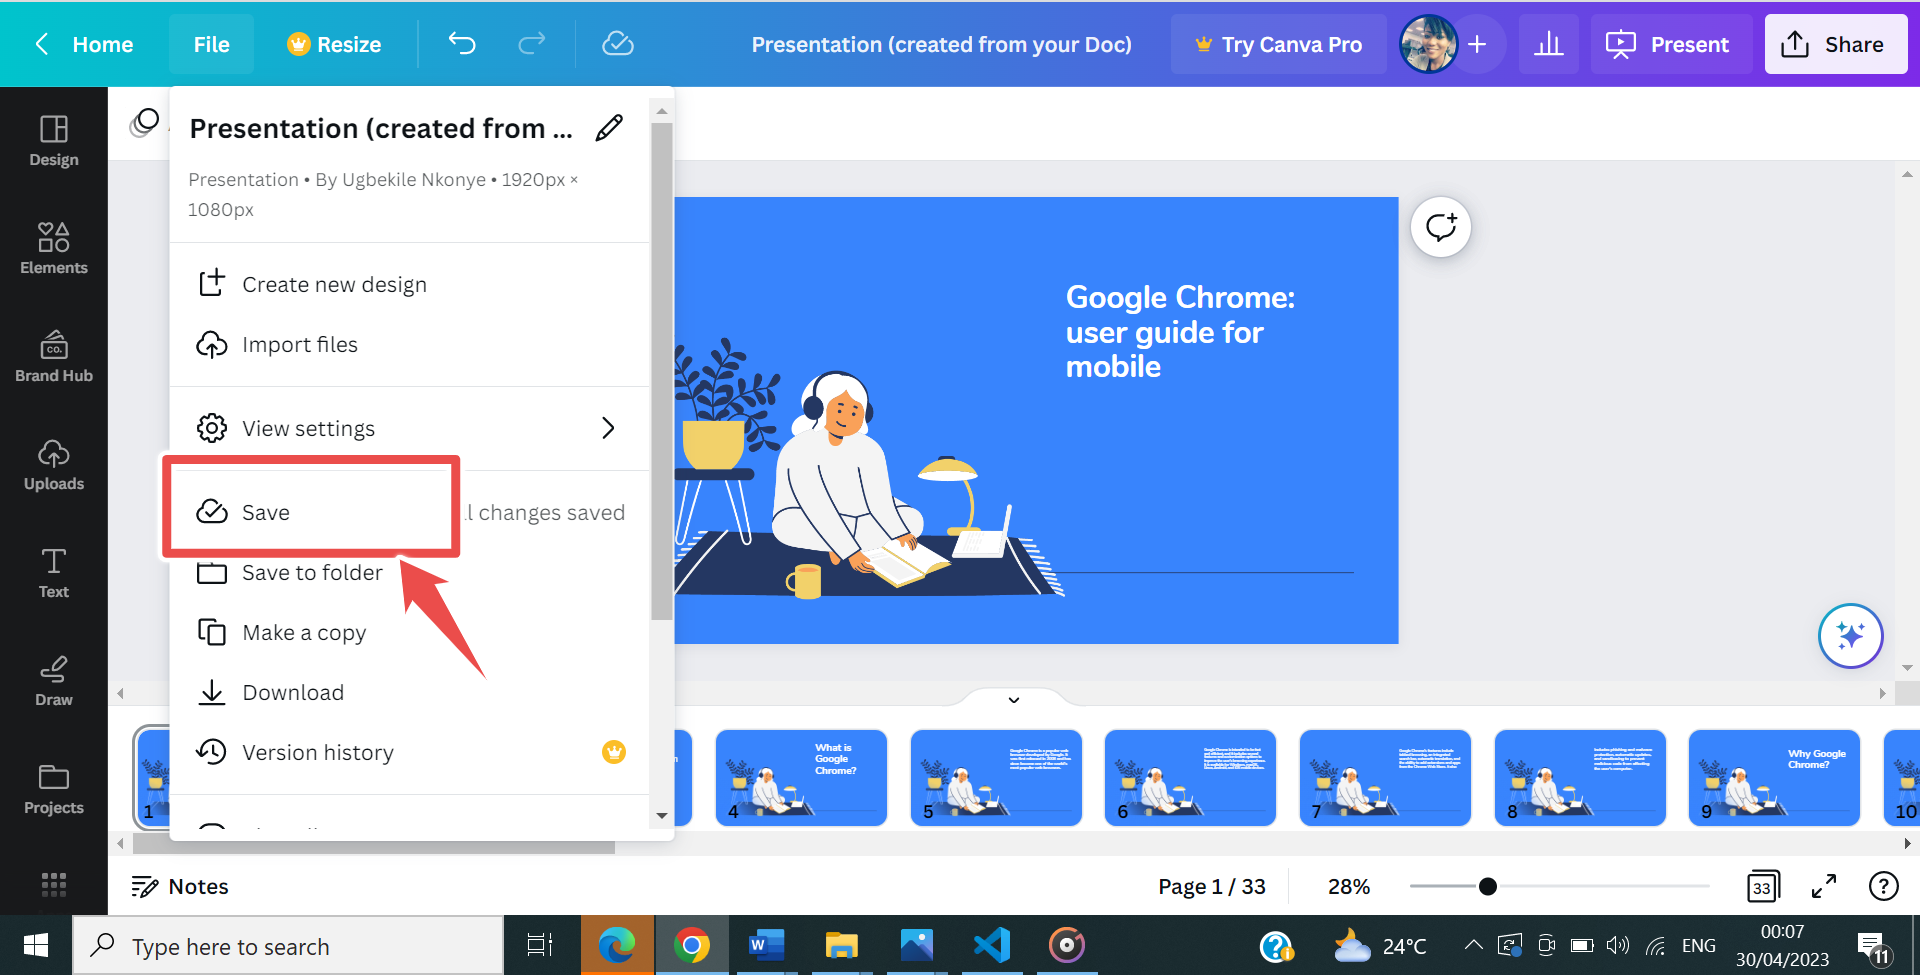 Home
File
Resize
Presentation (created from your Doc)
Try Canva Pro
Present
Share
Design
Elements
CO.
Brand Hub
Uploads
Text
Draw
Projects
Presentation (created from ...
Presentation • By Ugbekile Nkonye • 1920px ×
1080px
Create new design
Import files
View settings
Save
l changes saved
Save to folder
Make a copy
Download
Version history
Google Chrome:
user guide for
mobile
1
4
What is
Google
Chrome?
5
6
7
8
9
Why Google
Chrome?
10
Notes
Page 1 / 33
28%
33
Type here to search
24°C
ENG
00:07
30/04/2023
11